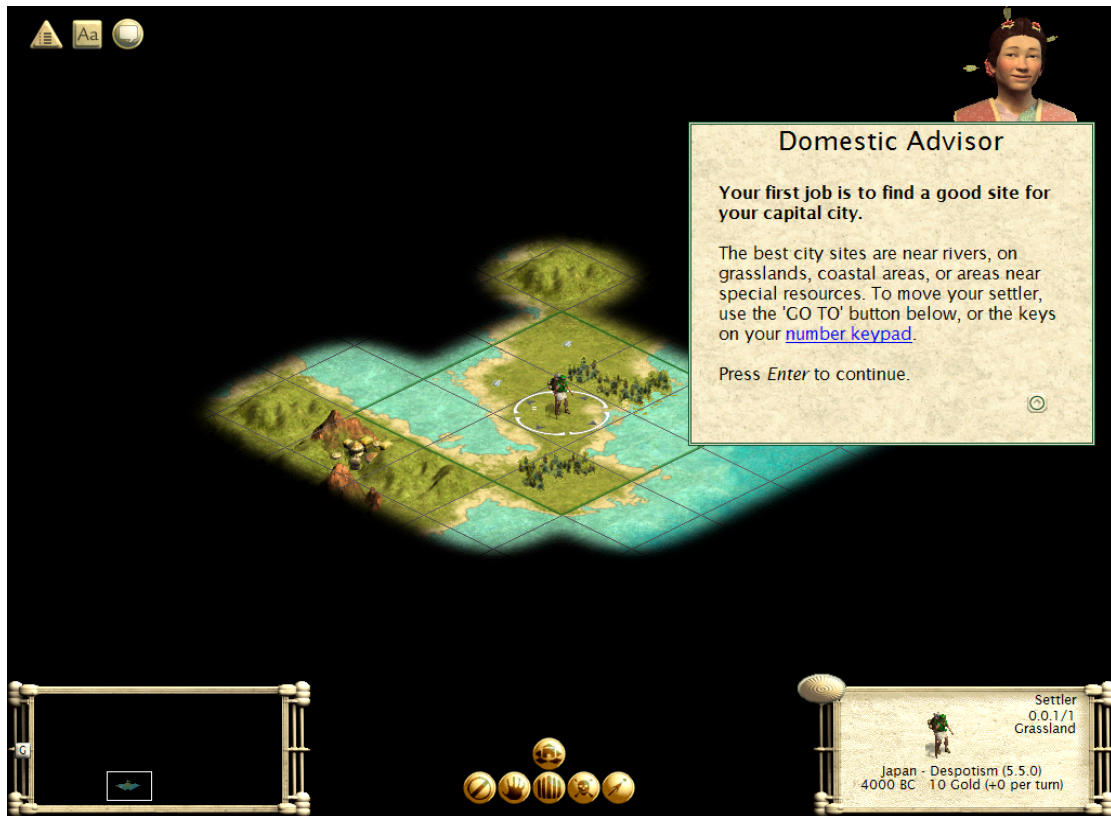 Aa
Domestic Advisor
Your first job is to find a good site for
your capital city.
The best city sites are near rivers, on
grasslands, coastal areas, or areas near
special resources. To move your settler,
use the 'GO TO' button below, or the keys
on your number keypad.
Press Enter to continue.
G
Settler
0.0.1/1
Grassland
Japan - Despotism (5.5.0)
4000 BC 10 Gold (+0 per turn)